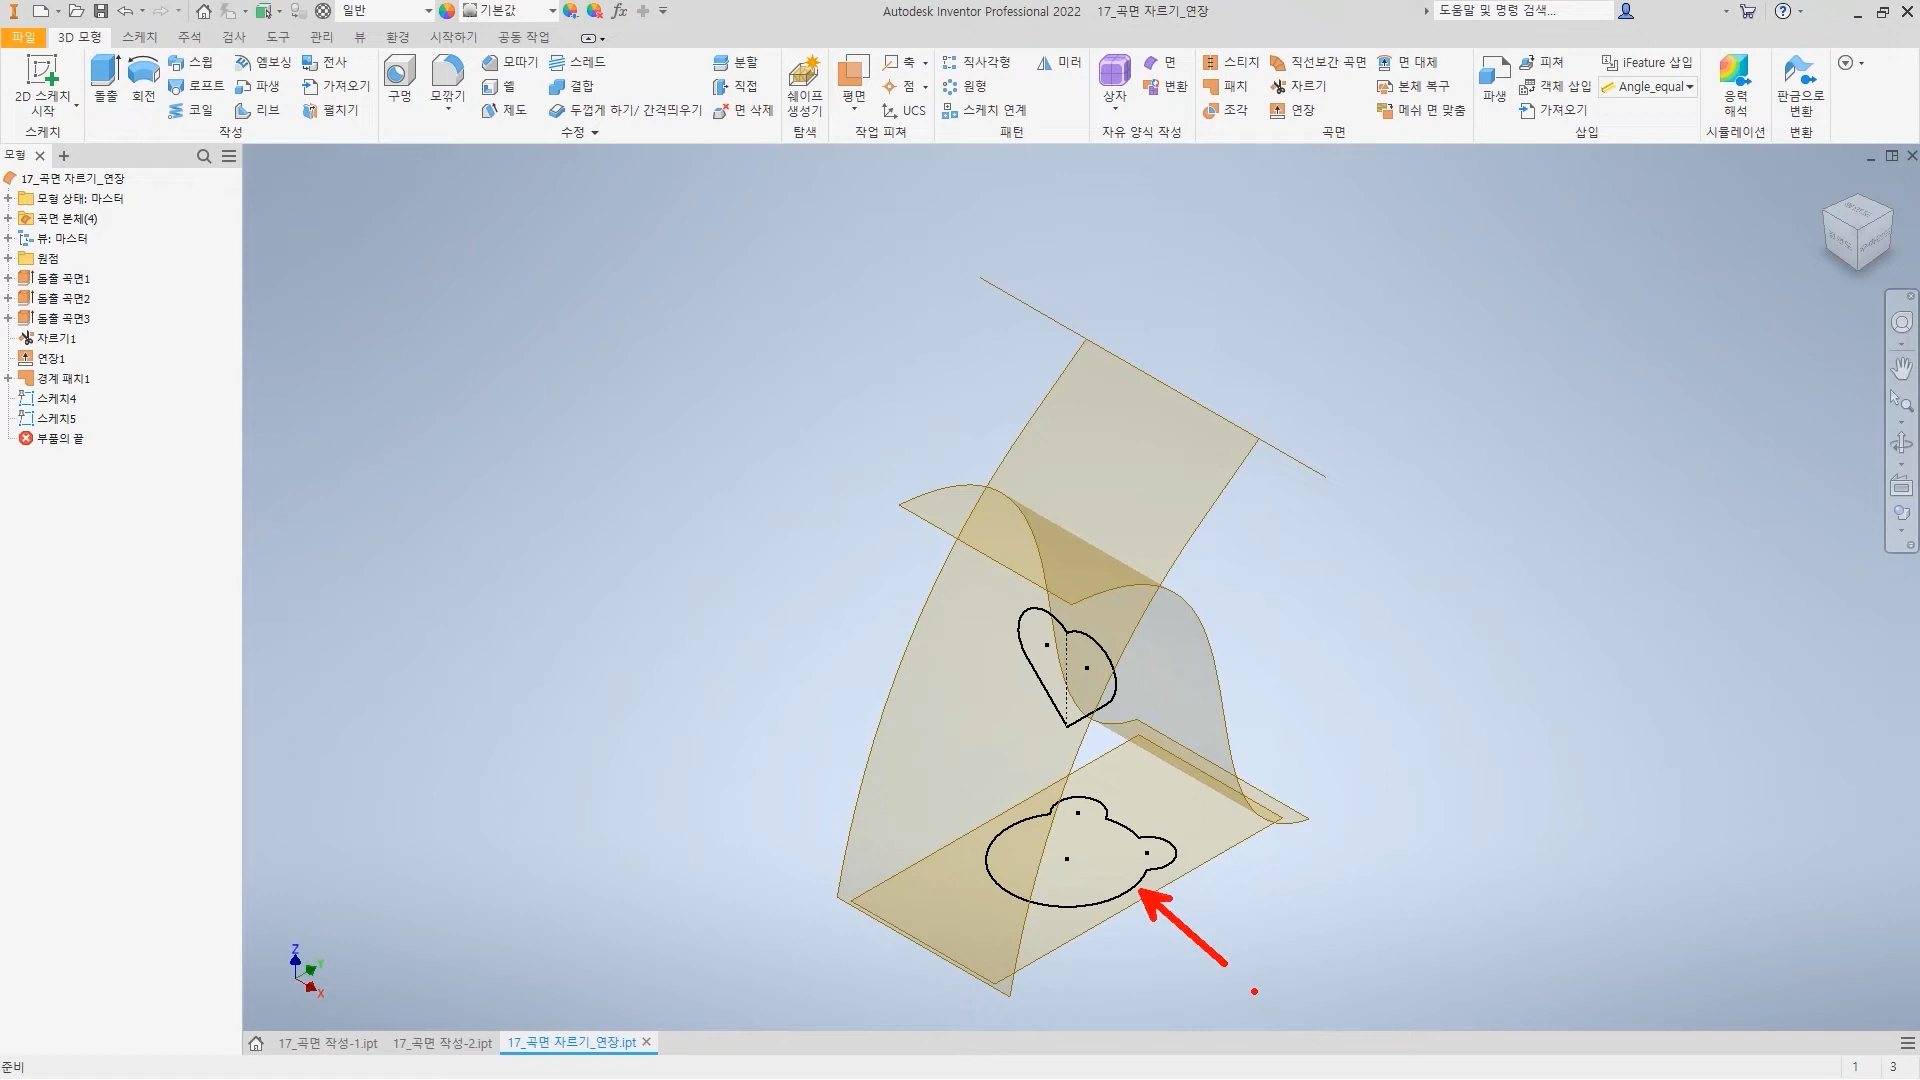 일반
기본값
fx
Autodesk Inventor Professional 2022 17_곡면 자르기_연장
도움말 및 명령 검색...
파일 3D 모형 스케치 주석 검사 도구 관리 뷰 환경 시작하기 공동 작업
2D 스케치 시작
스케치
돌출 회전
스윕 엠보싱 전사
로프트 파생 가져오기
코일 리브 펼치기
작성
구멍 모깎기
모따기 스레드 분할
쉘 결합 직접
제도 두껍게 하기/ 간격띄우기 면 삭제
수정
쉐이프 생성기
탐색
평면
축
점
UCS
작업 피쳐
직사각형 미러
원형
스케치 연계
패턴
상자
면
변환
자유 양식 작성
스티치 직선보간 곡면 면 대체
패치 자르기 본체 복구
조각 연장 메쉬 면 맞춤
곡면
파생
피쳐 iFeature 삽입
객체 삽입 Angle_equal
가져오기
삽입
응력 해석
시뮬레이션
판금으로 변환
변환
모형
17_곡면 자르기_연장
모형 상태: 마스터
곡면 본체(4)
뷰: 마스터
원점
돌출 곡면1
돌출 곡면2
돌출 곡면3
자르기1
연장1
경계 패치1
스케치4
스케치5
부품의 끝
Z
Y
X
17_곡면 작성-1.ipt 17_곡면 작성-2.ipt 17_곡면 자르기_연장.ipt
준비
1 3